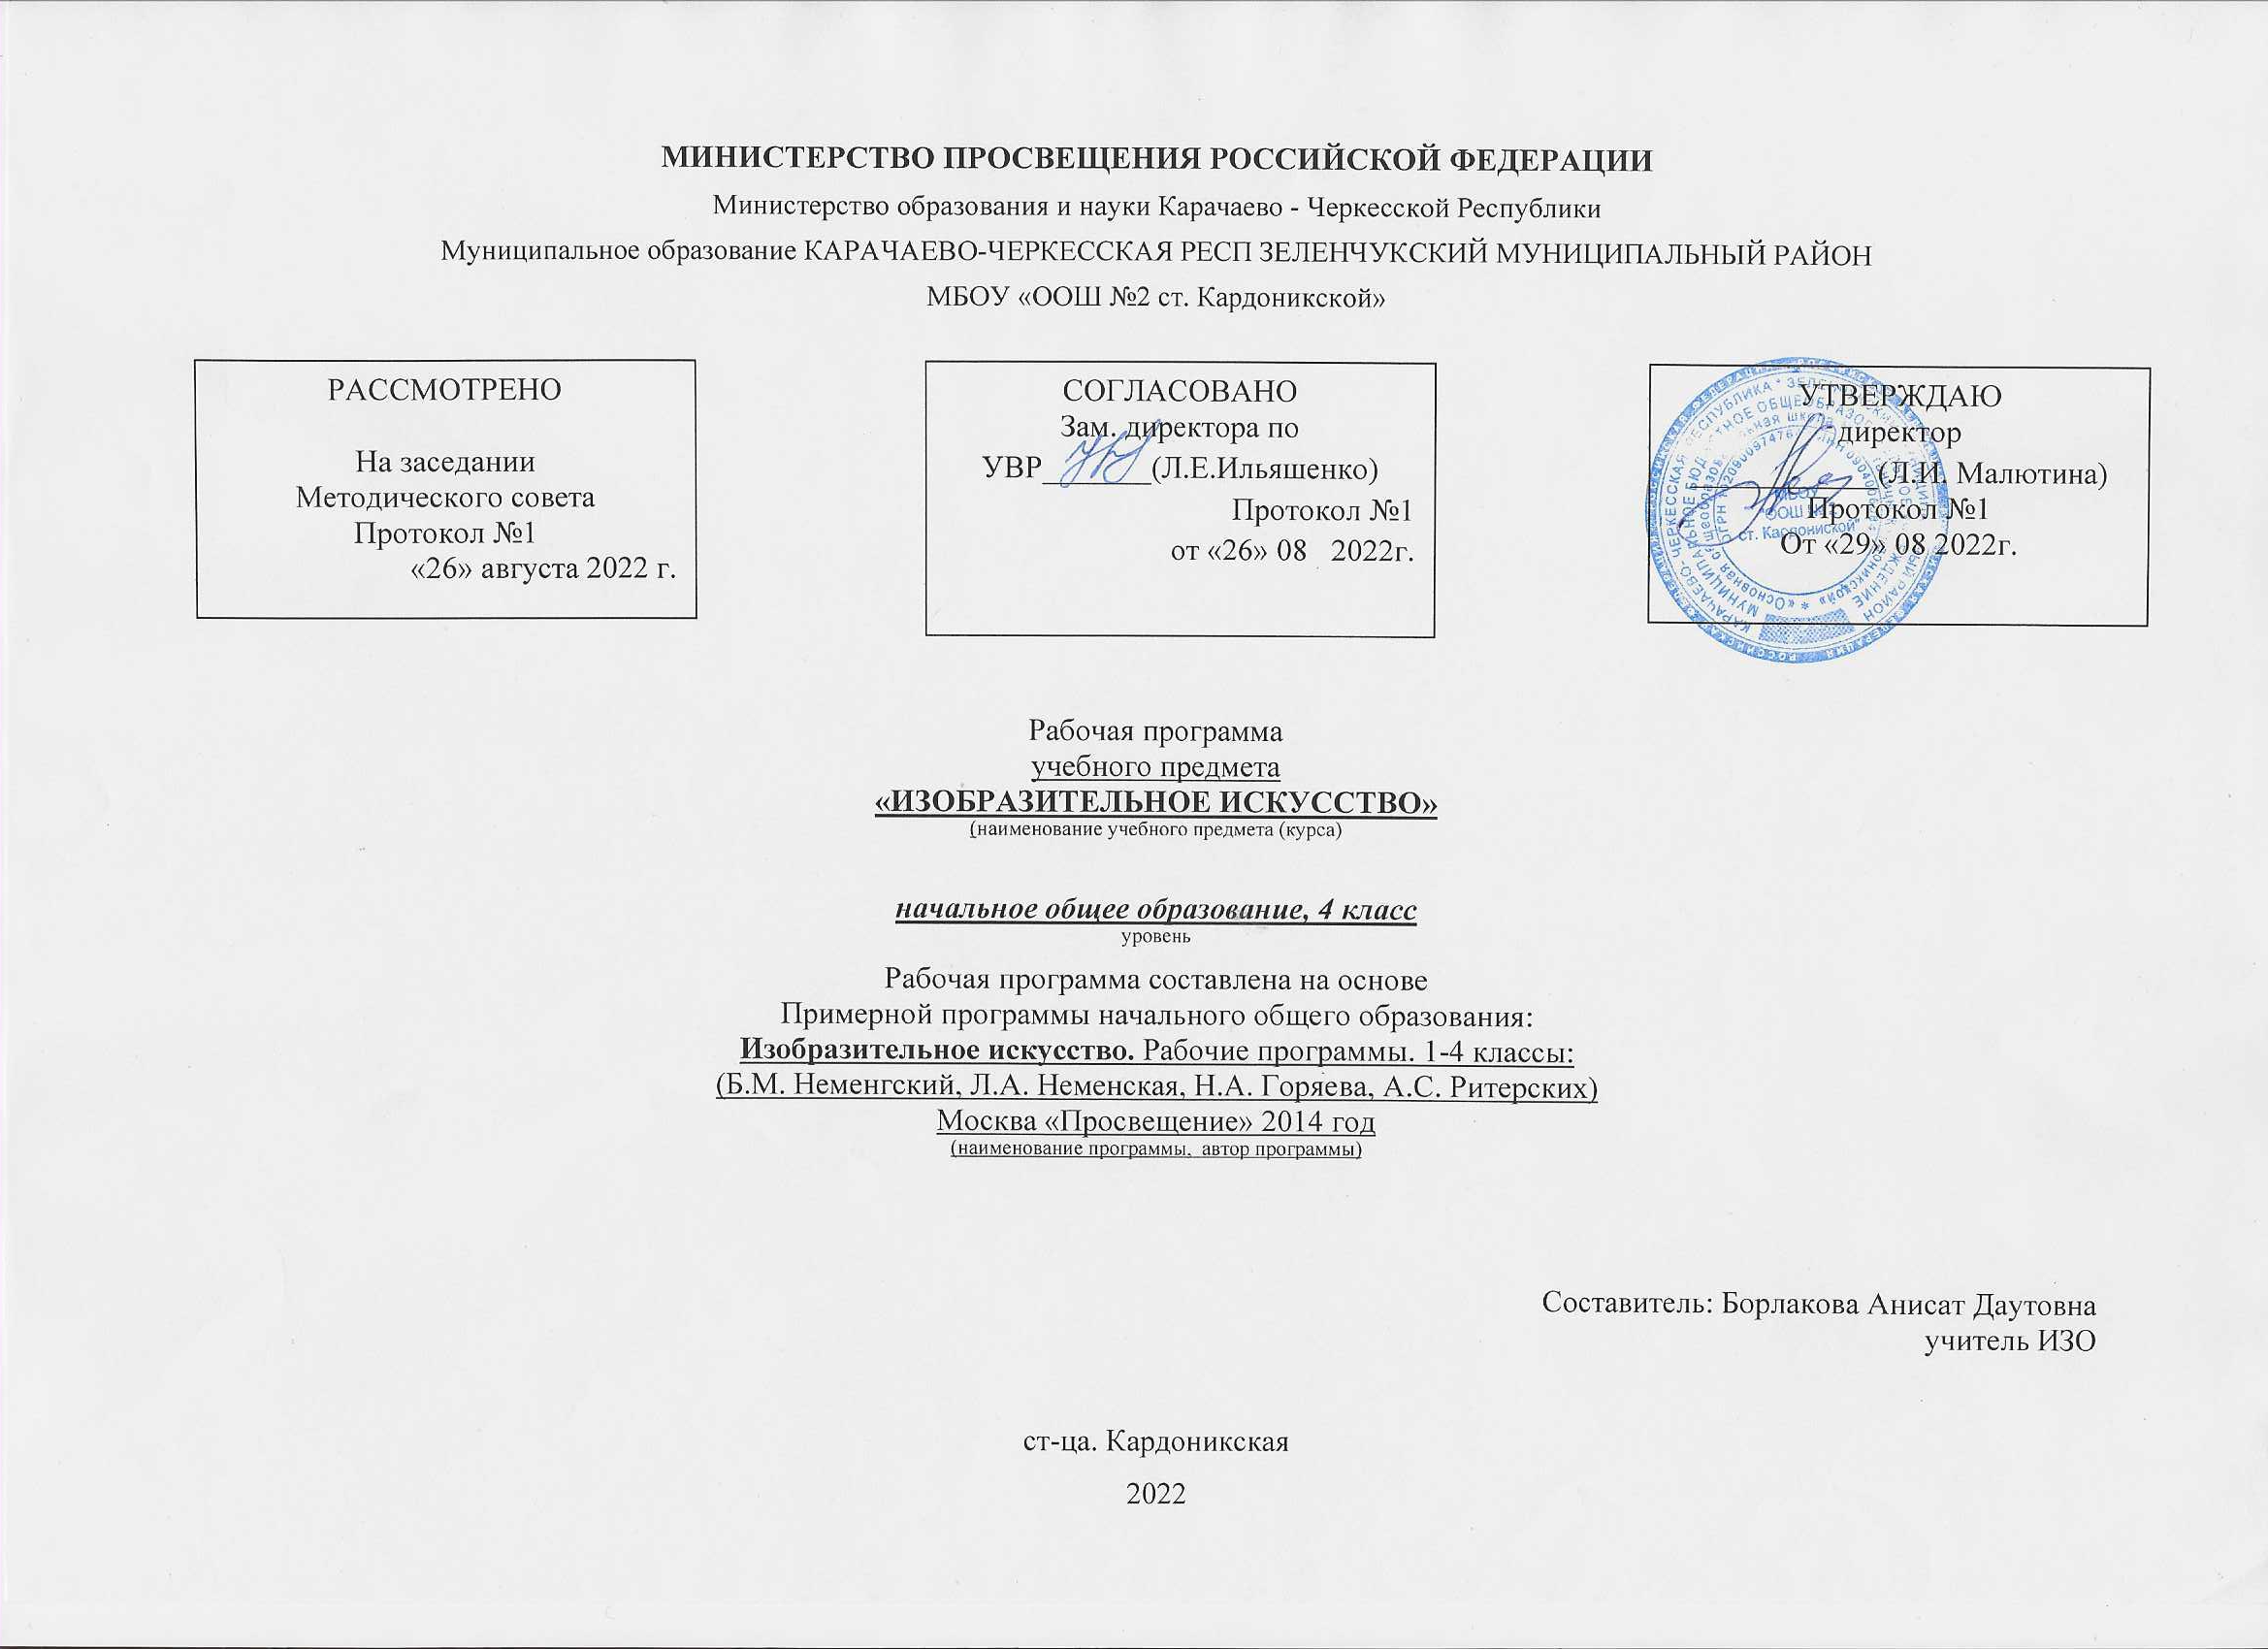 МИНИСТЕРСТВО ПРОСВЕЩЕНИЯ РОССИЙСКОЙ ФЕДЕРАЦИИ
Министерство образования и науки Карачаево - Черкесской Республики
Муниципальное образование КАРАЧАЕВО-ЧЕРКЕССКАЯ РЕСП ЗЕЛЕНЧУКСКИЙ МУНИЦИПАЛЬНЫЙ РАЙОН
МБОУ «ООШ №2 ст. Кардоникской»
РАССМОТРЕНО
На заседании
Методического совета
Протокол №1
«26» августа 2022 г.
СОГЛАСОВАНО
Зам. директора по
УВР_______(Л.Е.Ильяшенко)
Протокол №1
от «26» 08 2022г.
УТВЕРЖДАЮ
директор
(Л.И. Малютина)
Протокол №1
От «29» 08 2022г.
Рабочая программа
учебного предмета
«ИЗОБРАЗИТЕЛЬНОЕ ИСКУССТВО»
(наименование учебного предмета (курса)
начальное общее образование, 4 класс
уровень
Рабочая программа составлена на основе
Примерной программы начального общего образования:
Изобразительное искусство. Рабочие программы. 1-4 классы:
(Б.М. Неменгский, Л.А. Неменская, Н.А. Горяева, А.С. Ритерских)
Москва «Просвещение» 2014 год
(наименование программы, автор программы)
Составитель: Борлакова Анисат Даутовна
учитель ИЗО
ст-ца. Кардоникская
2022